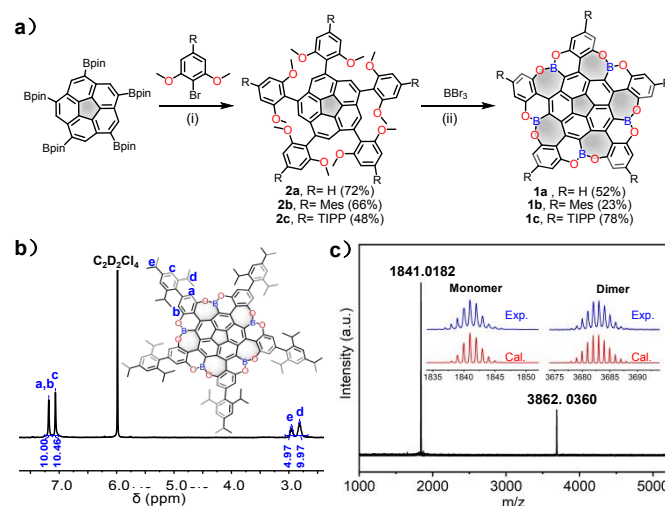 a)
R
Bpin
Bpin
Bpin
Bpin
Bpin
O
O
Br
(i)
R
R
R
R
R
O
O
O
O
O
O
O
O
O
O
2a, R= H (72%)
2b, R= Mes (66%)
2c, R= TIPP (48%)
BBr3
(ii)
R
R
R
R
R
O
O
O
O
O
O
O
O
O
O
B
B
B
B
B
1a , R= H (52%)
1b, R= Mes (23%)
1c, R= TIPP (78%)
b)
C2D2Cl4
e
c
d
a
b
O
O
O
O
O
O
O
O
O
O
B
B
B
B
B
a,b
c
e
d
10.00
10.46
4.97
9.97
7.0
6.0
5.0
4.0
3.0
δ (ppm)
c)
1841.0182
3862. 0360
Monomer
Exp.
Cal.
1835 1840 1845 1850
Dimer
Exp.
Cal.
3675 3680 3685 3690
Intensity (a.u.)
1000 2000 3000 4000 5000
m/z